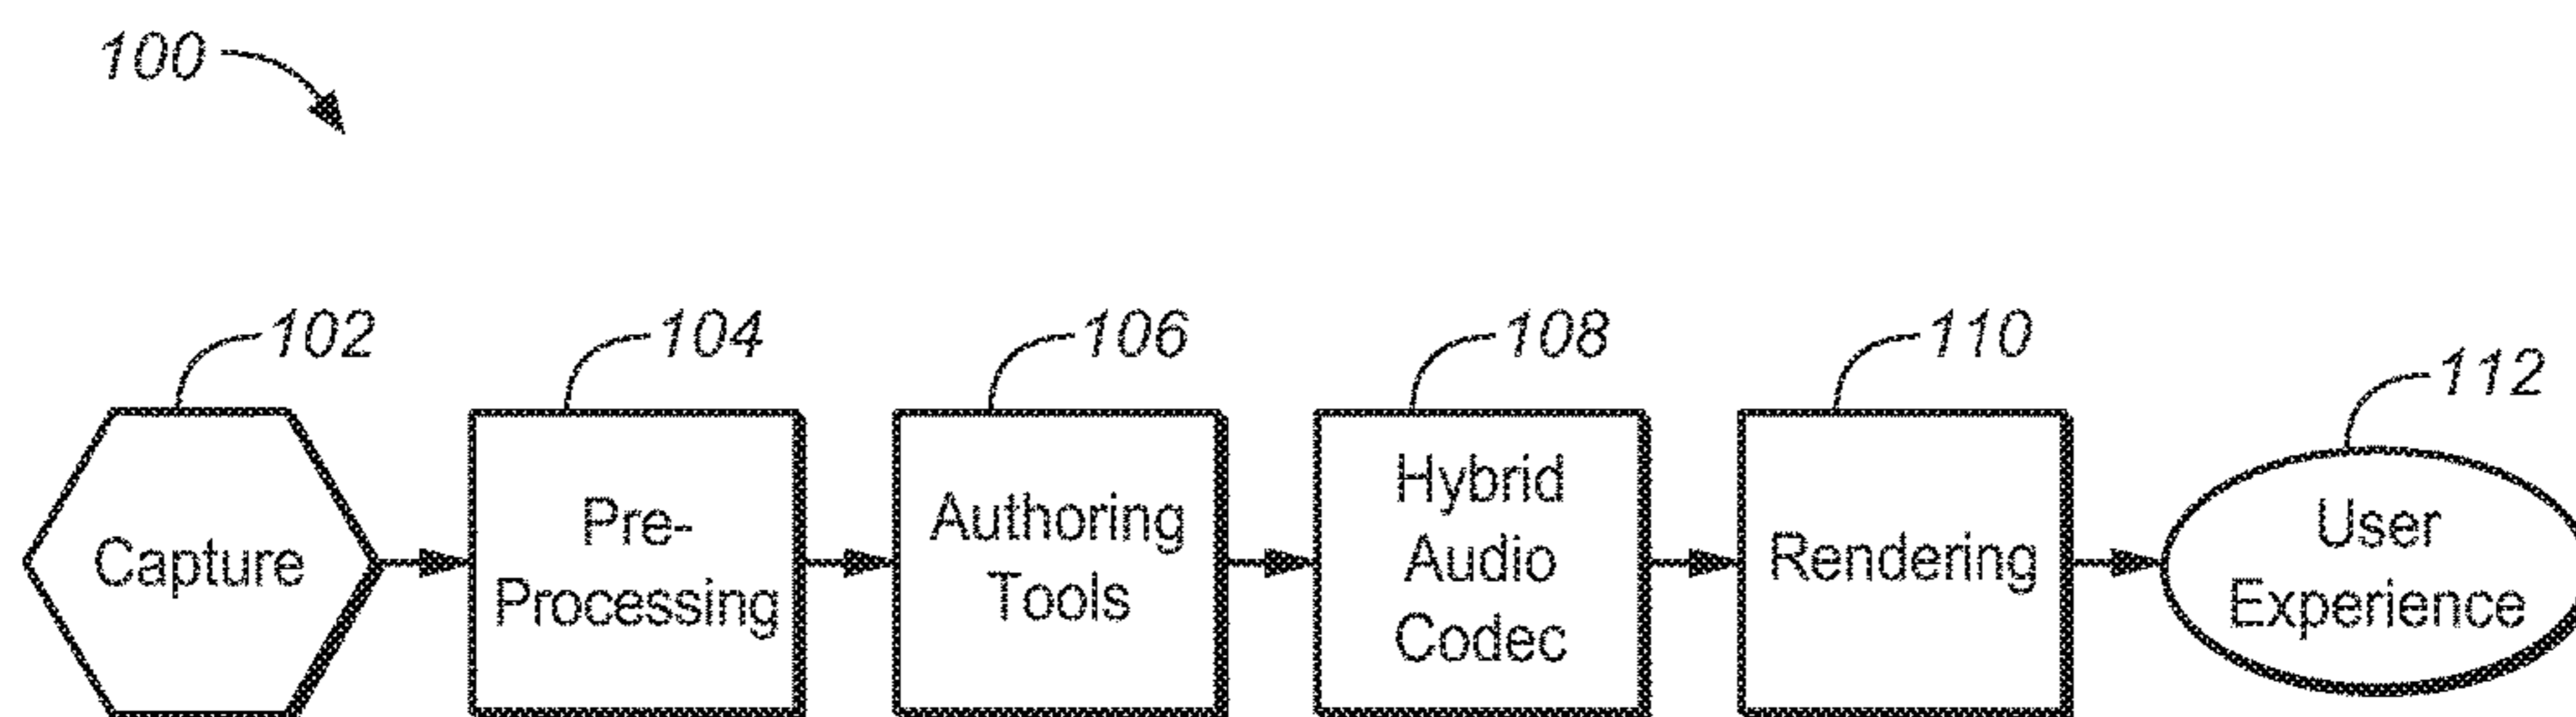 100
102
104
106
108
110
112
Capture
Pre-
Processing
Authoring
Tools
Hybrid
Audio
Codec
Rendering
User
Experience